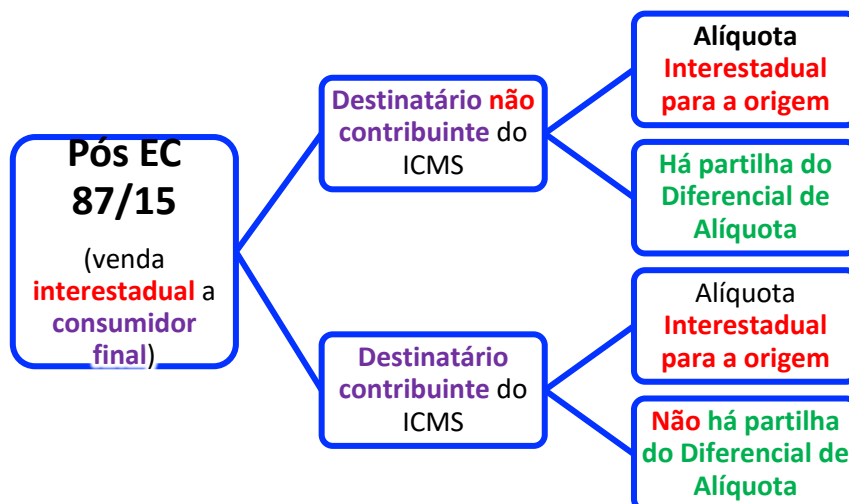 Pós EC
87/15
(venda
interestadual a
consumidor
final)
Destinatário não
contribuinte do
ICMS
Alíquota
Interestadual
para a origem
Há partilha do
Diferencial de
Alíquota
Destinatário
contribuinte do
ICMS
Alíquota
Interestadual
para a origem
Não há partilha
do Diferencial de
Alíquota